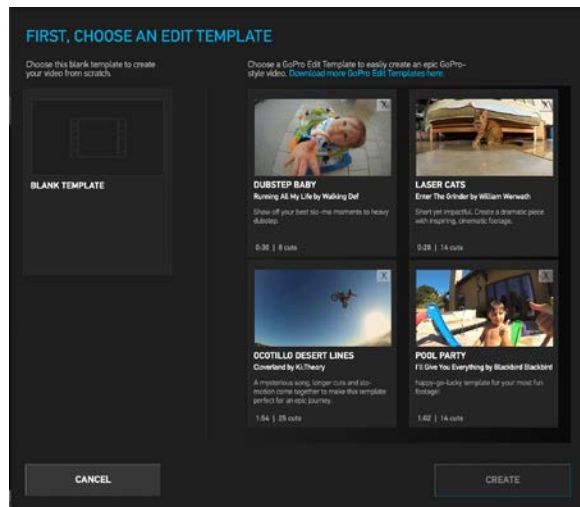 FIRST, CHOOSE AN EDIT TEMPLATE
Choose this blank template to create
your video from scratch.
Choose a GoPro Edit Template to easliy create an epic GoPro-
style video. Download more GoPro Edit Templates here.
BLANK TEMPLATE
X
DUBSTEP BABY
Running All My Life by Walking Def
Show off your best slo-mo moments to heavy
dubstep.
0:30 | 8 cuts
X
LASER CATS
Enter The Grinder by William Werwath
Short yet impactful. Create a dramatic piece
with inspiring, cinematic footage.
0:28 | 14 cuts
X
OCOTILLO DESERT LINES
Cloverland by Ki:Theory
A mysterious song, longer cuts and slo-
motion come together to make this template
perfect for an epic journey.
1:54 | 25 cuts
X
POOL PARTY
I'll Give You Everything by Blackbird Blackbird
happy-go-lucky template for your most fun
footage!
1:02 | 14 cuts
CANCEL
CREATE